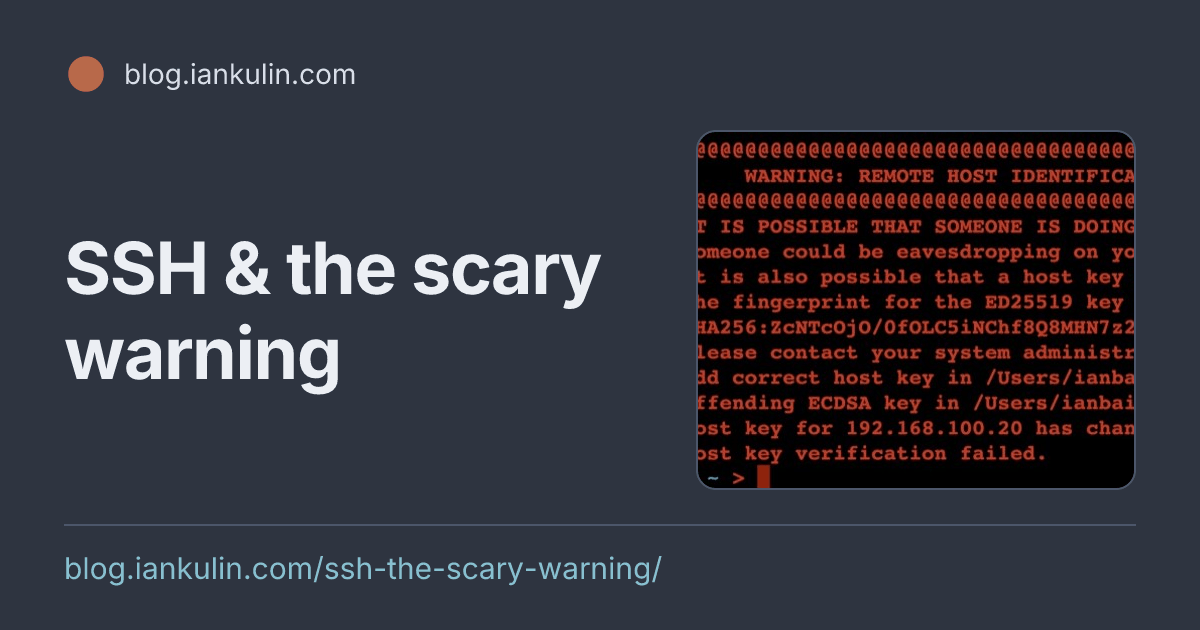 blog.iankulin.com
SSH & the scary
warning
@@@@@@@@@@@@@@@@@@@@@@@@@@@@@@@@@@@
WARNING: REMOTE HOST IDENTIFICA
@@@@@@@@@@@@@@@@@@@@@@@@@@@@@@@@@@@
T IS POSSIBLE THAT SOMEONE IS DOING
omeone could be eavesdropping on yo
t is also possible that a host key
he fingerprint for the ED25519 key
HA256:ZcNTcOjO/0fOLC5iNChf8Q8MHN7z2
lease contact your system administr
dd correct host key in /Users/ianba
ffending ECDSA key in /Users/ianbai
ost key for 192.168.100.20 has chan
ost key verification failed.
~ >
blog.iankulin.com/ssh-the-scary-warning/